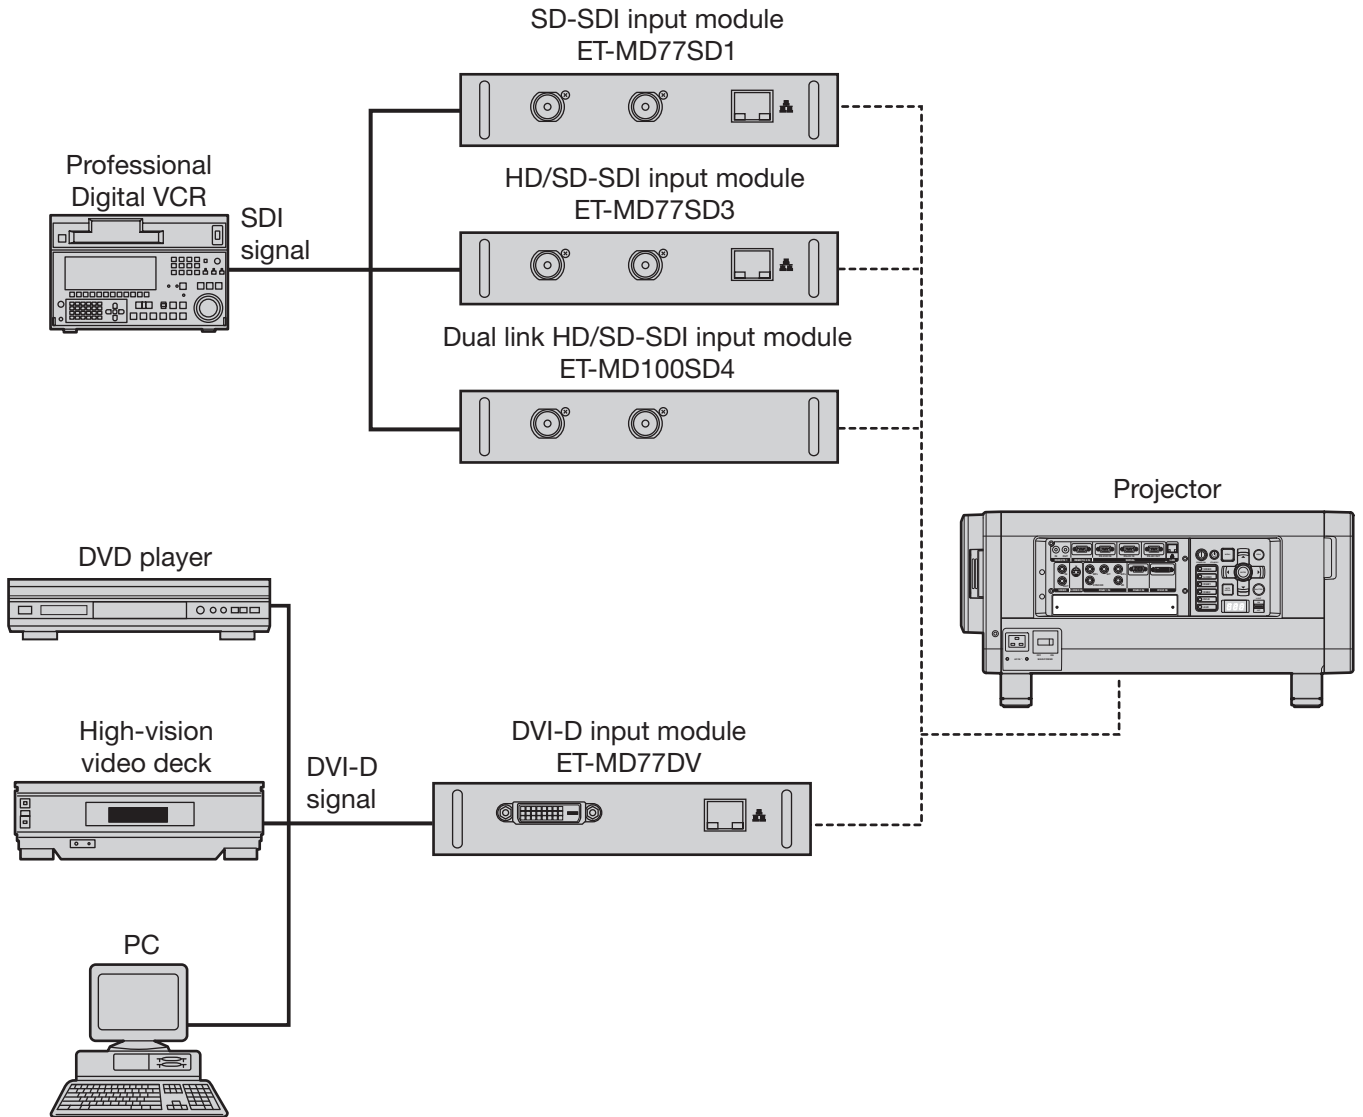 SD-SDI input module
ET-MD77SD1
Professional
Digital VCR
SDI
signal
HD/SD-SDI input module
ET-MD77SD3
Dual link HD/SD-SDI input module
ET-MD100SD4
Projector
DVD player
High-vision
video deck
DVI-D
signal
DVI-D input module
ET-MD77DV
PC